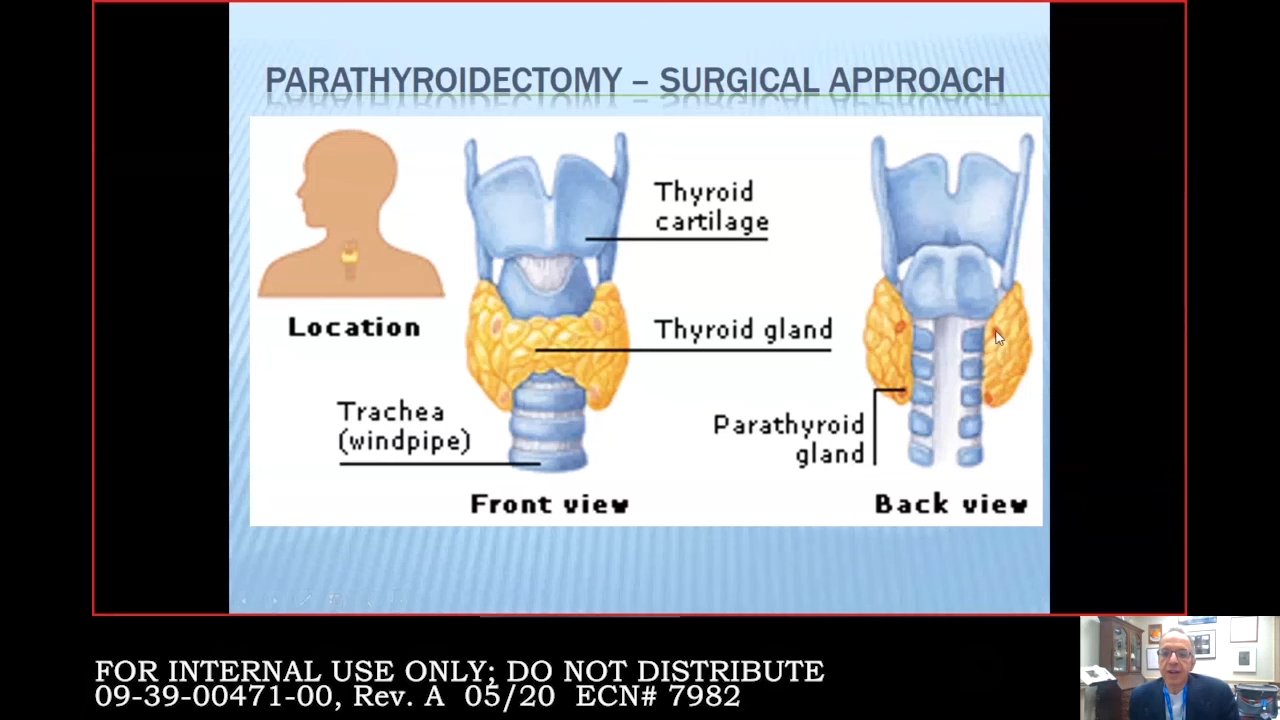 PARATHYROIDECTOMY – SURGICAL APPROACH
Thyroid
cartilage
Location
Thyroid gland
Trachea
(windpipe)
Parathyroid
gland
Front view
Back view
FOR INTERNAL USE ONLY; DO NOT DISTRIBUTE
09-39-00471-00, Rev. A 05/20 ECN# 7982